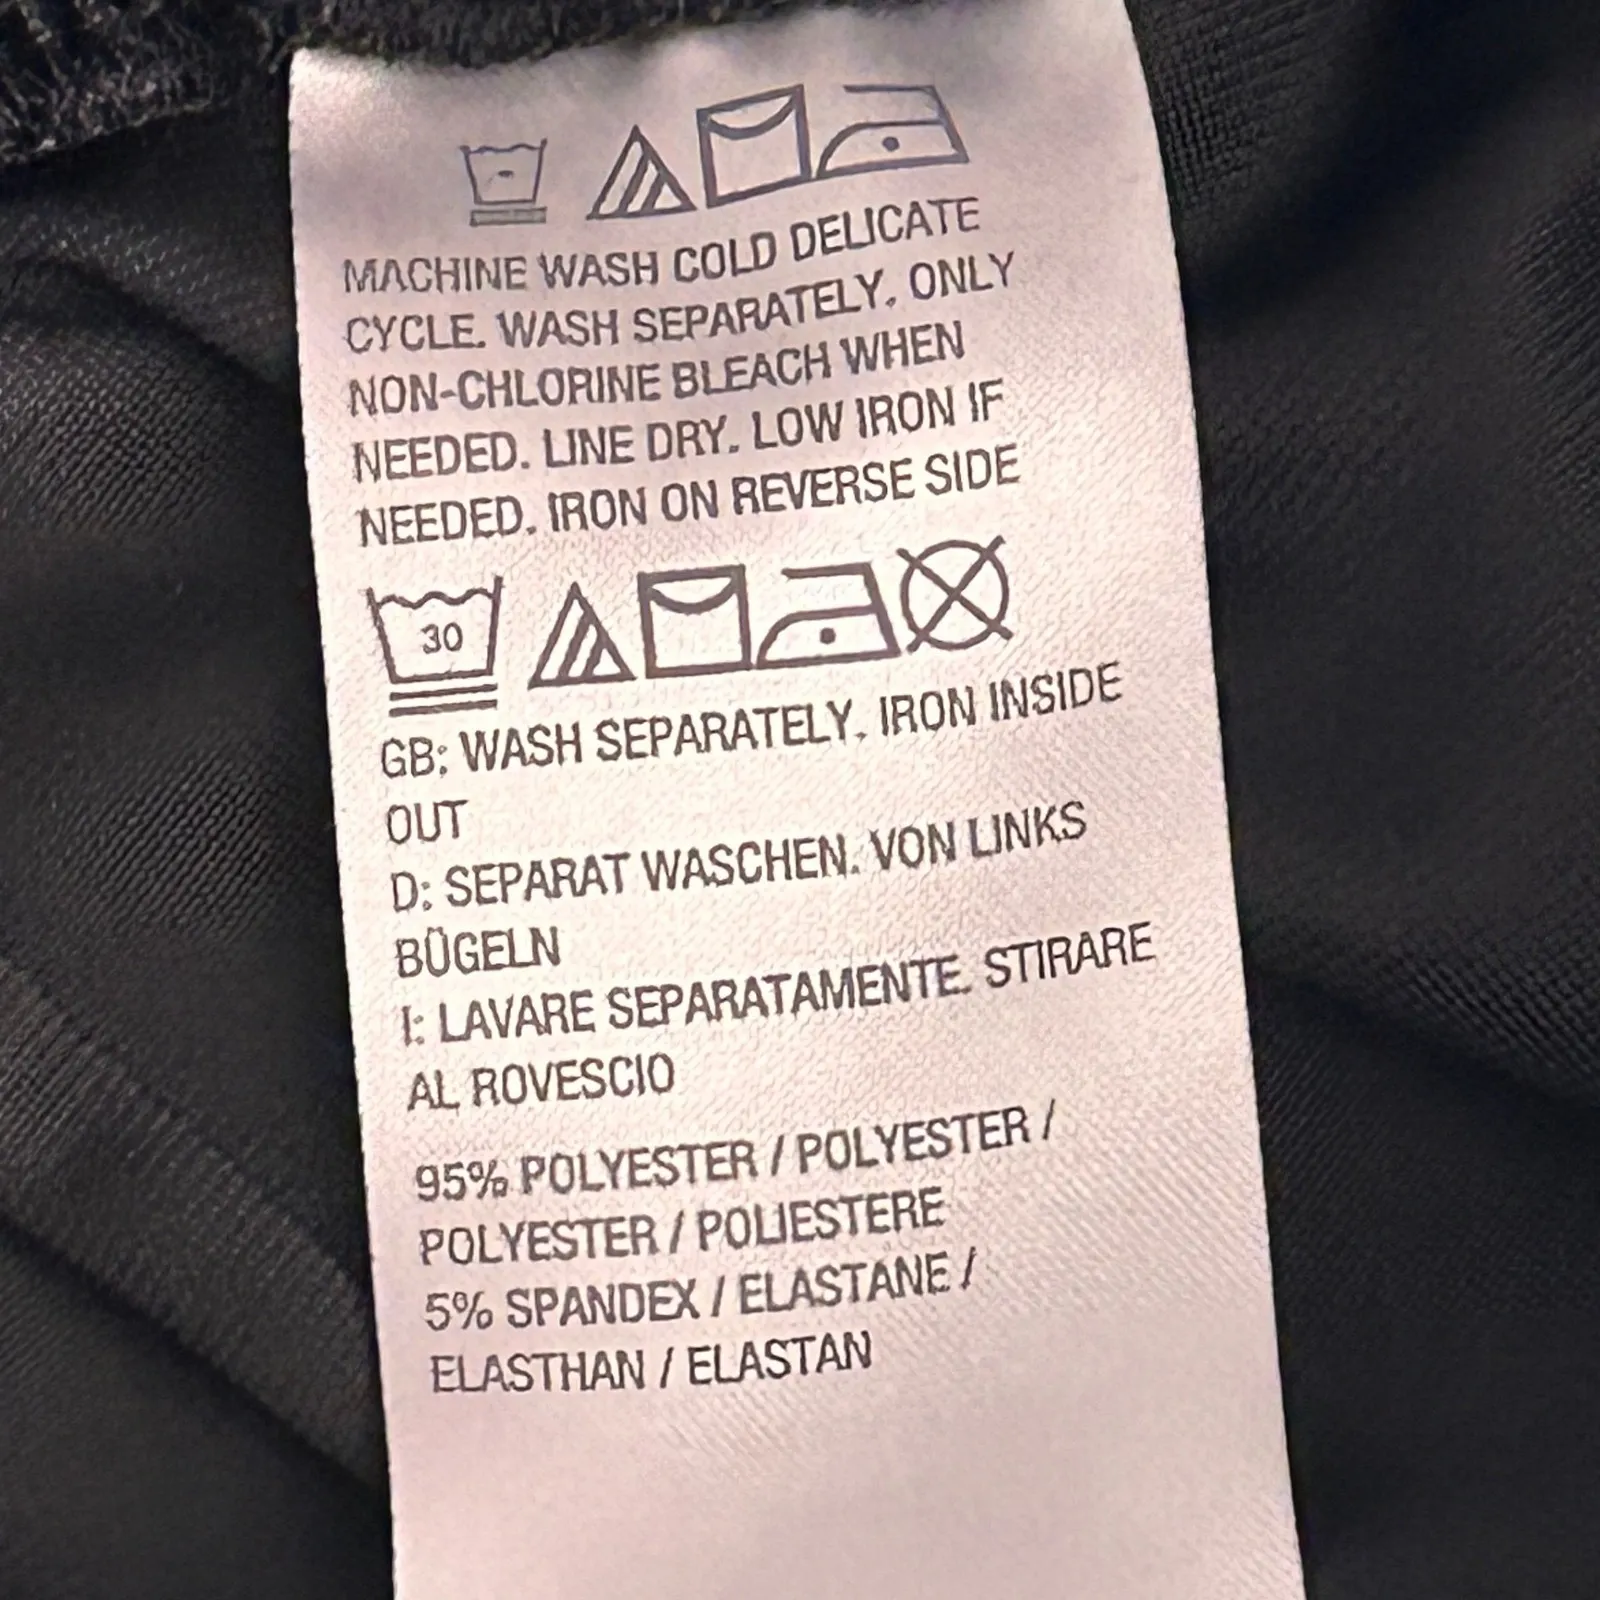 MACHINE WASH COLD DELICATE
CYCLE. WASH SEPARATELY. ONLY
NON-CHLORINE BLEACH WHEN
NEEDED. LINE DRY. LOW IRON IF
NEEDED. IRON ON REVERSE SIDE
30
GB: WASH SEPARATELY. IRON INSIDE
OUT
D: SEPARAT WASCHEN. VON LINKS
BÜGELN
I: LAVARE SEPARATAMENTE. STIRARE
AL ROVESCIO
95% POLYESTER / POLYESTER /
POLYESTER / POLIESTERE
5% SPANDEX / ELASTANE /
ELASTHAN / ELASTAN